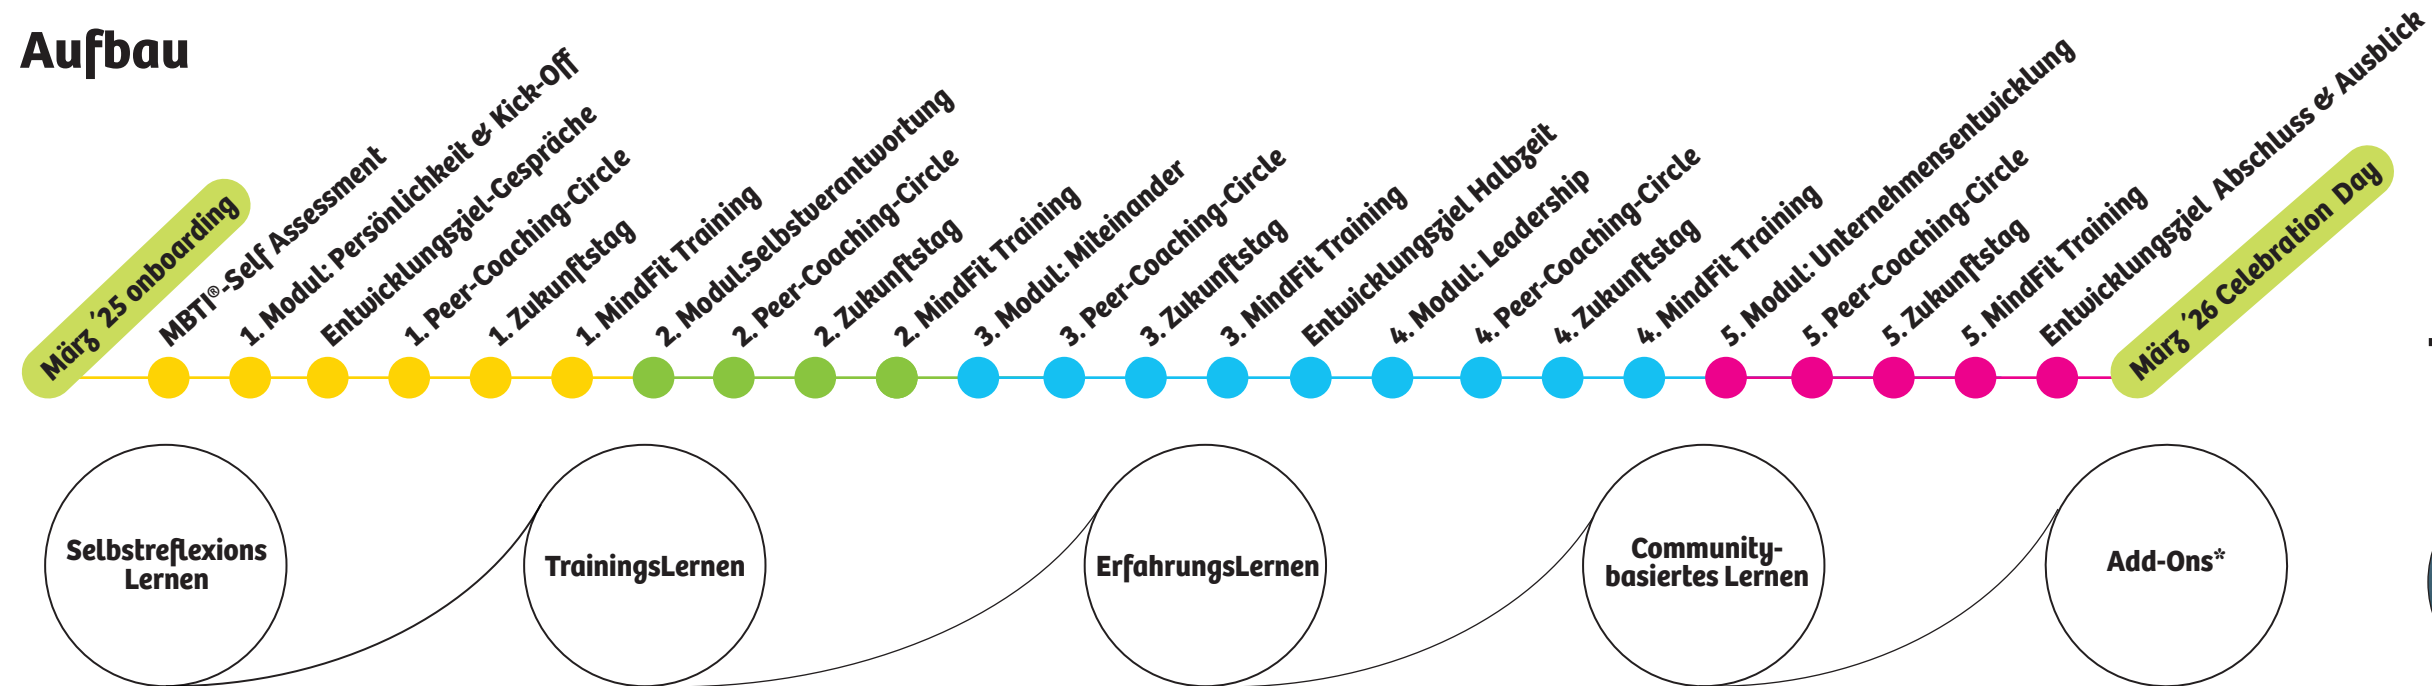 Aufbau
März ´25 onboarding
MBTI®-Self Assessment
1. Modul: Persönlichkeit & Kick-Off
Entwicklungsziel-Gespräche
1. Peer-Coaching-Circle
1. Zukunftstag
1. MindFit Training
2. Modul:Selbstverantwortung
2. Peer-Coaching-Circle
2. Zukunftstag
2. MindFit Training
3. Modul: Miteinander
3. Peer-Coaching-Circle
3. Zukunftstag
3. MindFit Training
Entwicklungsziel Halbzeit
4. Modul: Leadership
4. Peer-Coaching-Circle
4. Zukunftstag
4. MindFit Training
5. Modul: Unternehmensentwicklung
5. Peer-Coaching-Circle
5. Zukunftstag
5. MindFit Training
Entwicklungsziel Abschluss & Ausblick
März ´26 Celebration Day
Selbstreflexions
Lernen
TrainingsLernen
ErfahrungsLernen
Community-
basiertes Lernen
Add-Ons*